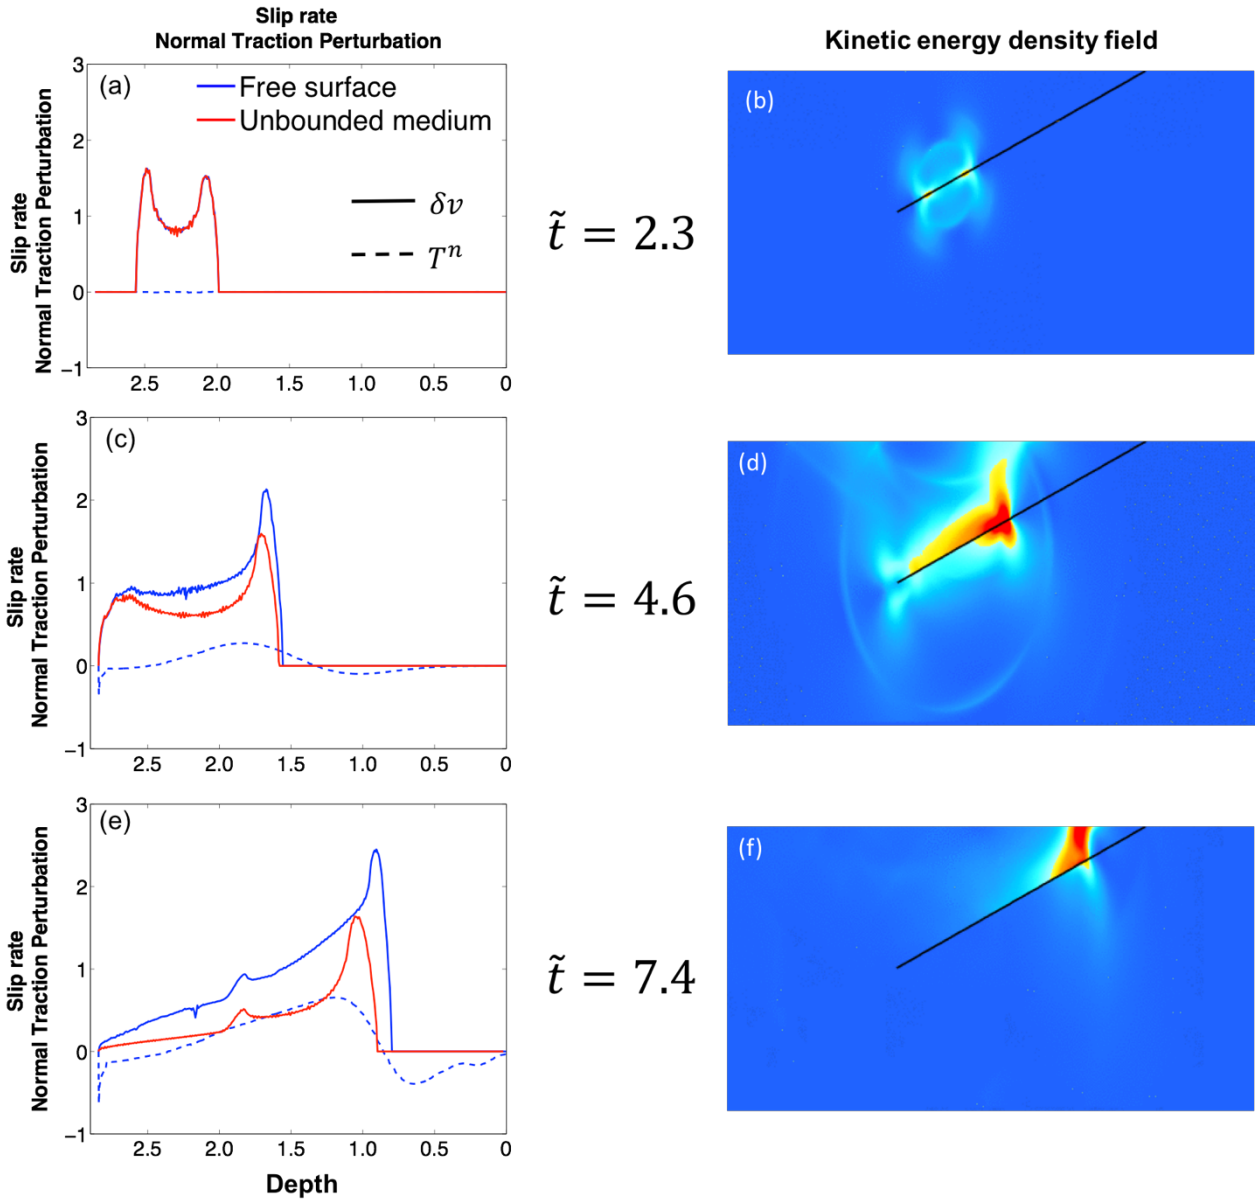 Slip rate
Normal Traction Perturbation
Kinetic energy density field
Slip rate
Normal Traction Perturbation
(a)
Free surface
Unbounded medium
δv
Tⁿ
3
2
1
0
−1
2.5 2.0 1.5 1.0 0.5 0
t̃ = 2.3
(b)
Slip rate
Normal Traction Perturbation
(c)
3
2
1
0
−1
2.5 2.0 1.5 1.0 0.5 0
t̃ = 4.6
(d)
Slip rate
Normal Traction Perturbation
(e)
3
2
1
0
−1
2.5 2.0 1.5 1.0 0.5 0
Depth
t̃ = 7.4
(f)